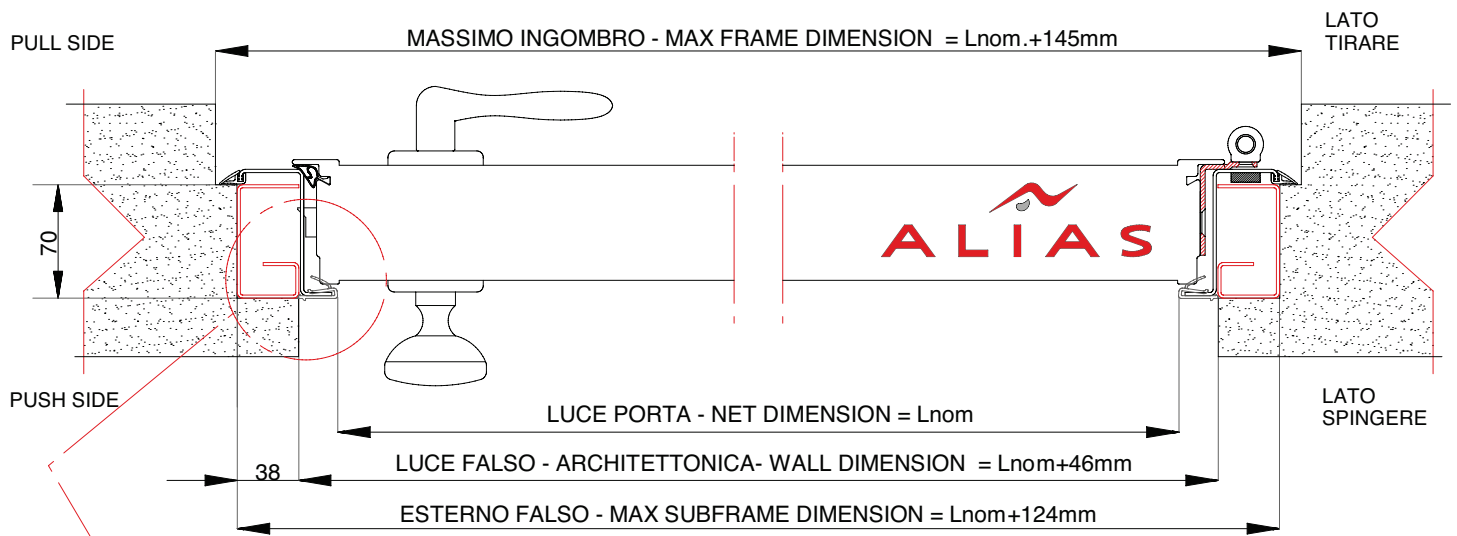 PULL SIDE
MASSIMO INGOMBRO - MAX FRAME DIMENSION = Lnom.+145mm
LATO
TIRARE
70
ALIAS
PUSH SIDE
LUCE PORTA - NET DIMENSION = Lnom
LATO
SPINGERE
38
LUCE FALSO - ARCHITETTONICA- WALL DIMENSION = Lnom+46mm
ESTERNO FALSO - MAX SUBFRAME DIMENSION = Lnom+124mm